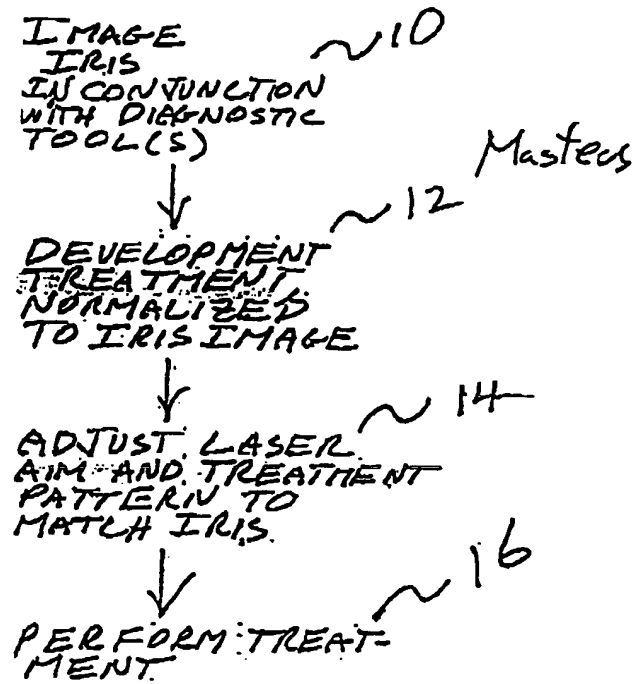 IMAGE
IRIS
IN CONJUNCTION
WITH DIAGNOSTIC
TOOL(S)
10
Masters
12
DEVELOPMENT
TREATMENT
NORMALIZED
TO IRIS IMAGE
14
ADJUST LASER
AIM AND TREATMENT
PATTERN TO
MATCH IRIS.
16
PERFORM TREAT-
MENT